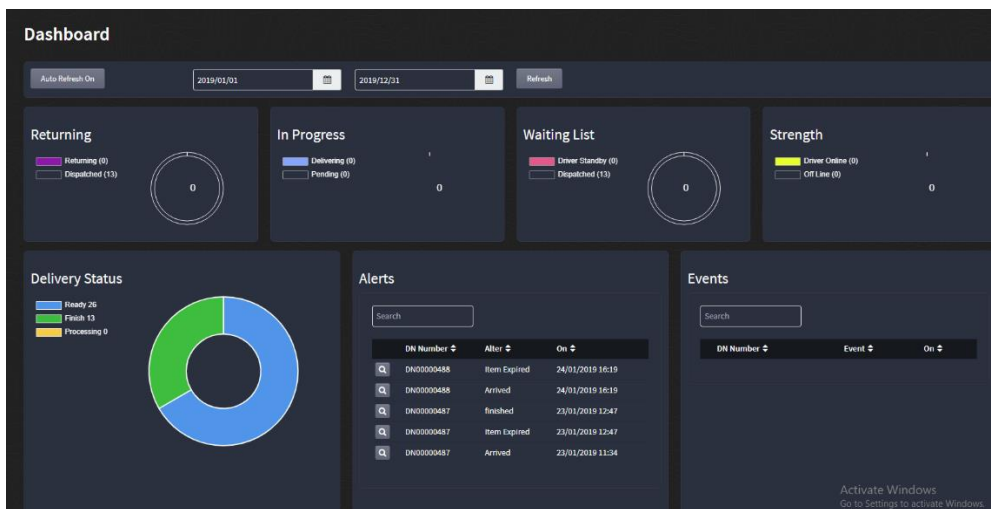 Dashboard
Auto Refresh On
2019/01/01
2019/12/31
Refresh
Returning
Returning (0)
Dispatched (13)
0
In Progress
Delivering (0)
Pending (0)
0
Waiting List
Driver Standby (0)
Dispatched (13)
0
Strength
Driver Online (0)
Off Line (0)
0
Delivery Status
Ready 26
Finish 13
Processing 0
Alerts
Search
DN Number Alter On
DN00000488 Item Expired 24/01/2019 16:19
DN00000488 Arrived 24/01/2019 16:19
DN00000487 finished 23/01/2019 12:47
DN00000487 Item Expired 23/01/2019 12:47
DN00000487 Arrived 23/01/2019 11:34
Events
Search
DN Number Event On
Activate Windows
Go to Settings to activate Windows.